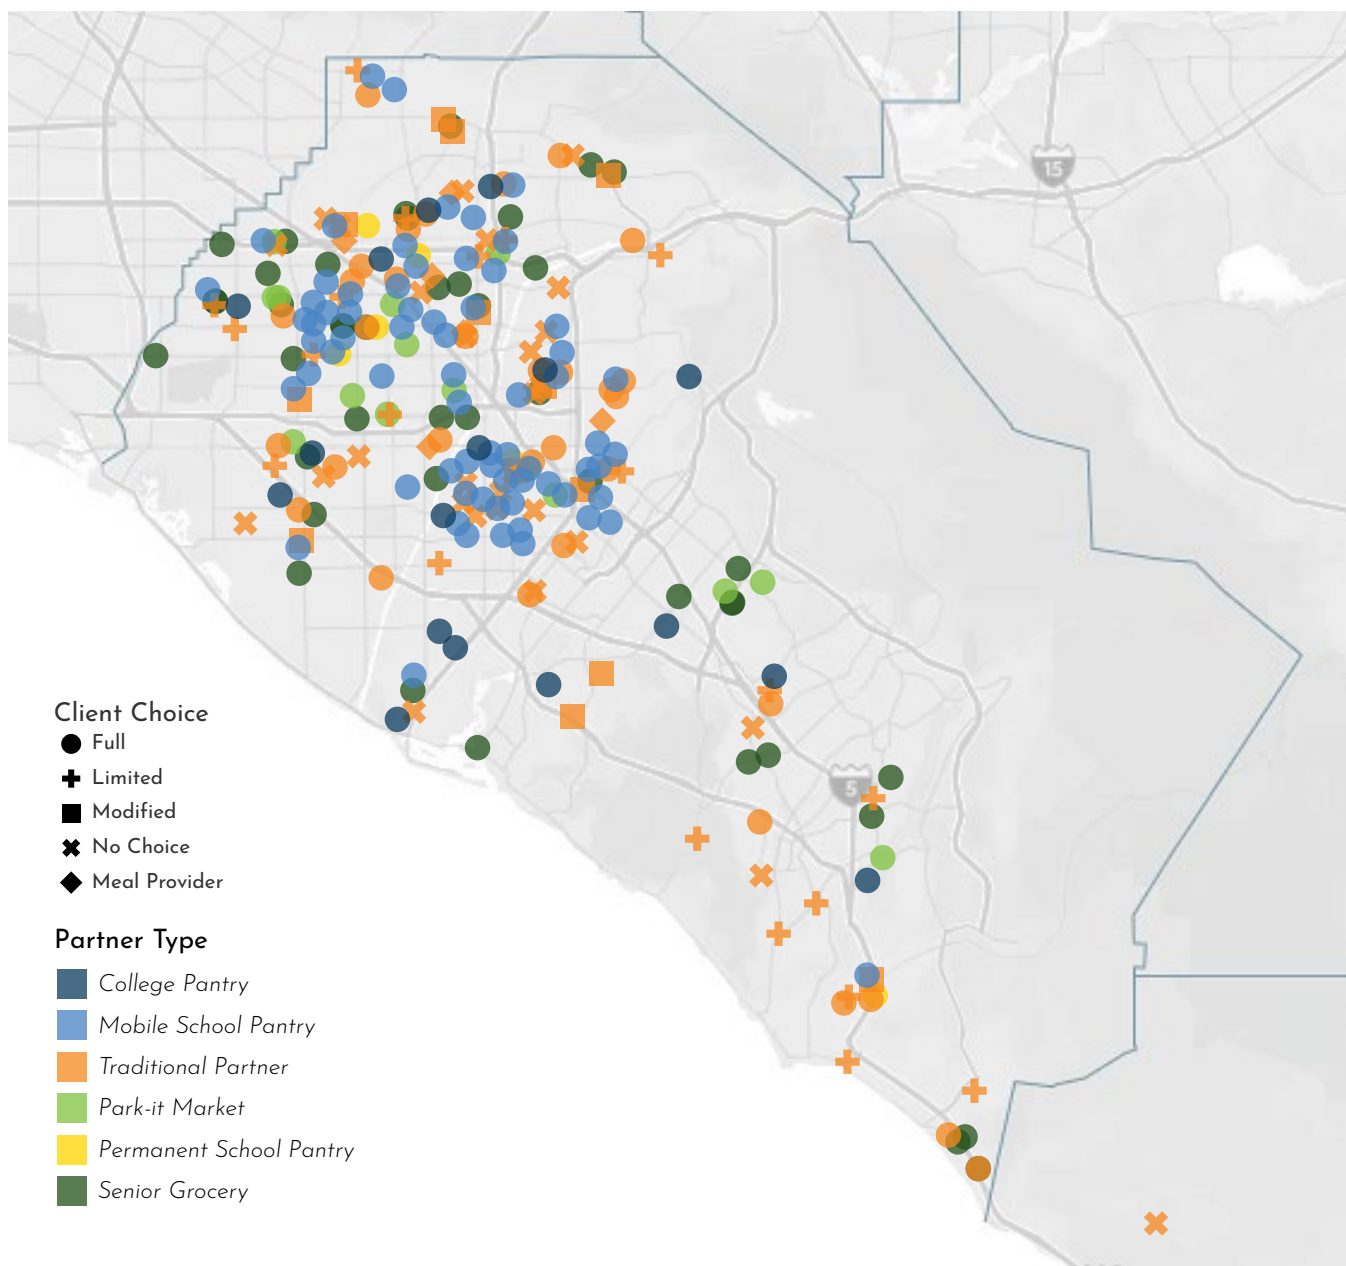 15
5
Client Choice
Full
Limited
Modified
No Choice
Meal Provider
Partner Type
College Pantry
Mobile School Pantry
Traditional Partner
Park-it Market
Permanent School Pantry
Senior Grocery